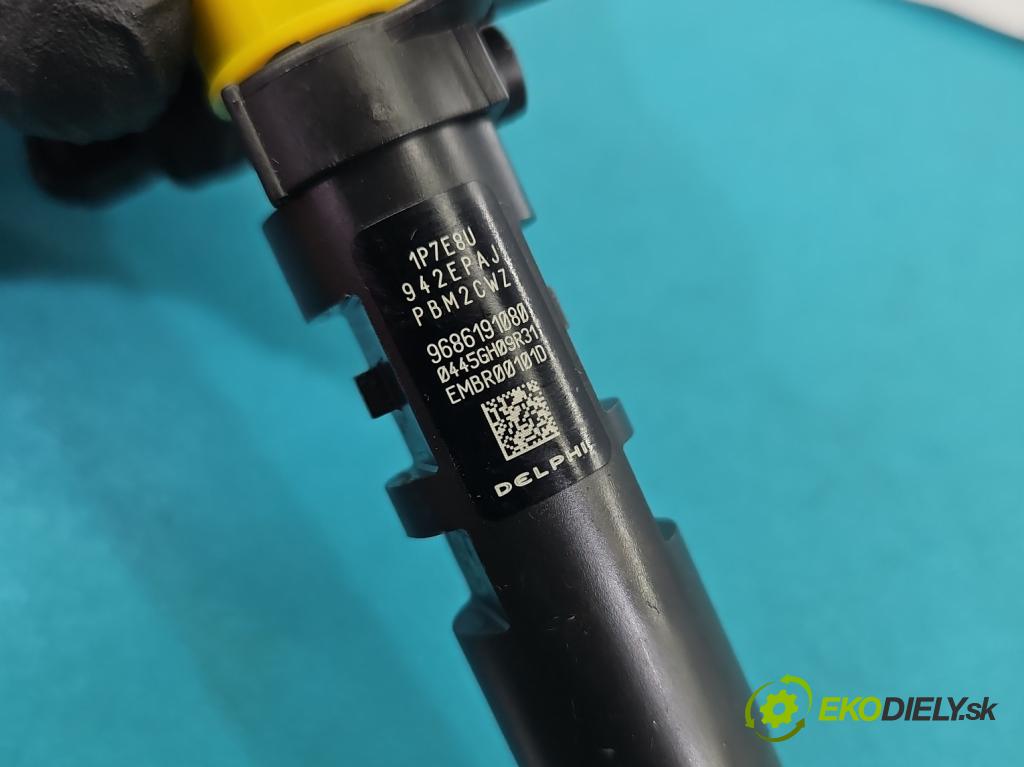 1P7E8U
942EPAJ
PBM2CWZ
9686191080
0445GH09R31
EMBR00101D
DELPHI
EKODIELY.sk